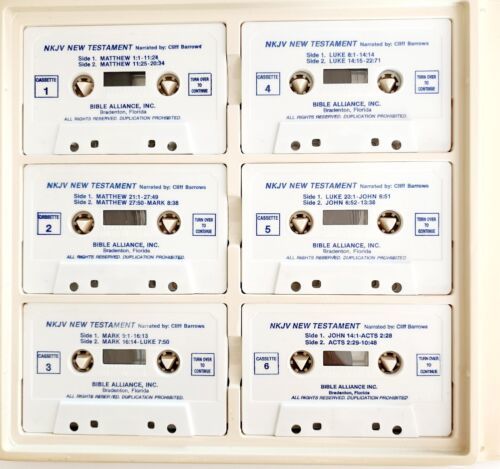 NKJV NEW TESTAMENT Narrated by: Cliff Barrows
Side 1. MATTHEW 1:1-11:24
Side 2. MATTHEW 11:25-20:34
CASSETTE
1
TURN OVER
TO
CONTINUE
BIBLE ALLIANCE, INC.
Bradenton, Florida
ALL RIGHTS RESERVED. DUPLICATION PROHIBITED.
NKJV NEW TESTAMENT Narrated by: Cliff Barrows
Side 1. LUKE 8:1-14:14
Side 2. LUKE 14:15-22:71
CASSETTE
4
TURN OVER
TO
CONTINUE
BIBLE ALLIANCE, INC.
Bradenton, Florida
ALL RIGHTS RESERVED. DUPLICATION PROHIBITED.
NKJV NEW TESTAMENT Narrated by: Cliff Barrows
Side 1. MATTHEW 21:1-27:49
Side 2. MATTHEW 27:50-MARK 8:38
CASSETTE
2
TURN OVER
TO
CONTINUE
BIBLE ALLIANCE, INC.
Bradenton, Florida
ALL RIGHTS RESERVED. DUPLICATION PROHIBITED.
NKJV NEW TESTAMENT Narrated by: Cliff Barrows
Side 1. LUKE 23:1-JOHN 6:51
Side 2. JOHN 6:52-13:38
CASSETTE
5
TURN OVER
TO
CONTINUE
BIBLE ALLIANCE, INC.
Bradenton, Florida
ALL RIGHTS RESERVED. DUPLICATION PROHIBITED.
NKJV NEW TESTAMENT Narrated by: Cliff Barrows
Side 1. MARK 9:1-16:13
Side 2. MARK 16:14-LUKE 7:50
CASSETTE
3
TURN OVER
TO
CONTINUE
BIBLE ALLIANCE, INC.
Bradenton, Florida
ALL RIGHTS RESERVED. DUPLICATION PROHIBITED.
NKJV NEW TESTAMENT Narrated by: Cliff Barrows
Side 1. JOHN 14:1-ACTS 2:28
Side 2. ACTS 2:29-10:48
CASSETTE
6
TURN OVER
TO
CONTINUE
BIBLE ALLIANCE INC.
Bradenton, Florida
ALL RIGHTS RESERVED. DUPLICATION PROHIBITED